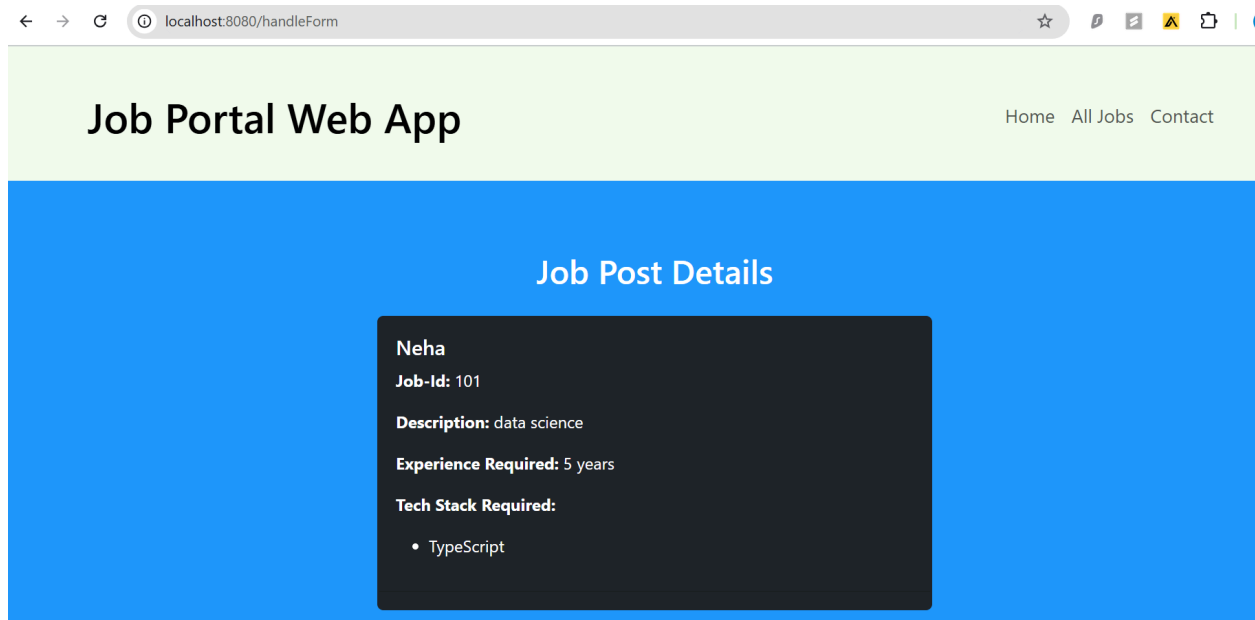 localhost:8080/handleForm
Job Portal Web App
Home All Jobs Contact
Job Post Details
Neha
Job-Id: 101
Description: data science
Experience Required: 5 years
Tech Stack Required:
• TypeScript